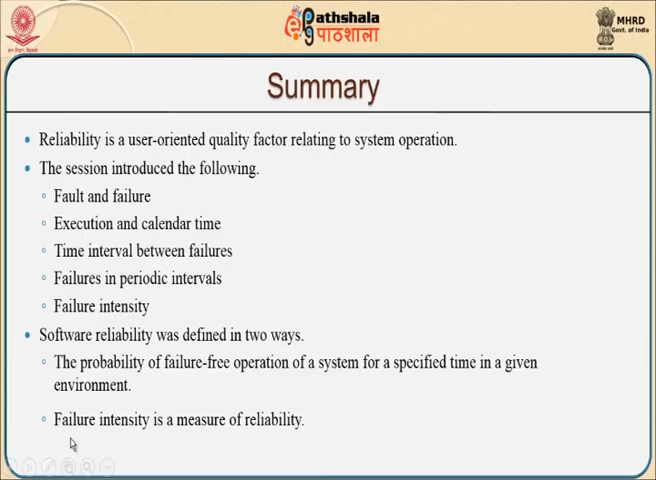 ePathshala
पाठशाला
MHRD
Govt. of India
Summary
Reliability is a user-oriented quality factor relating to system operation.
The session introduced the following.
Fault and failure
Execution and calendar time
Time interval between failures
Failures in periodic intervals
Failure intensity
Software reliability was defined in two ways.
The probability of failure-free operation of a system for a specified time in a given
environment.
Failure intensity is a measure of reliability.